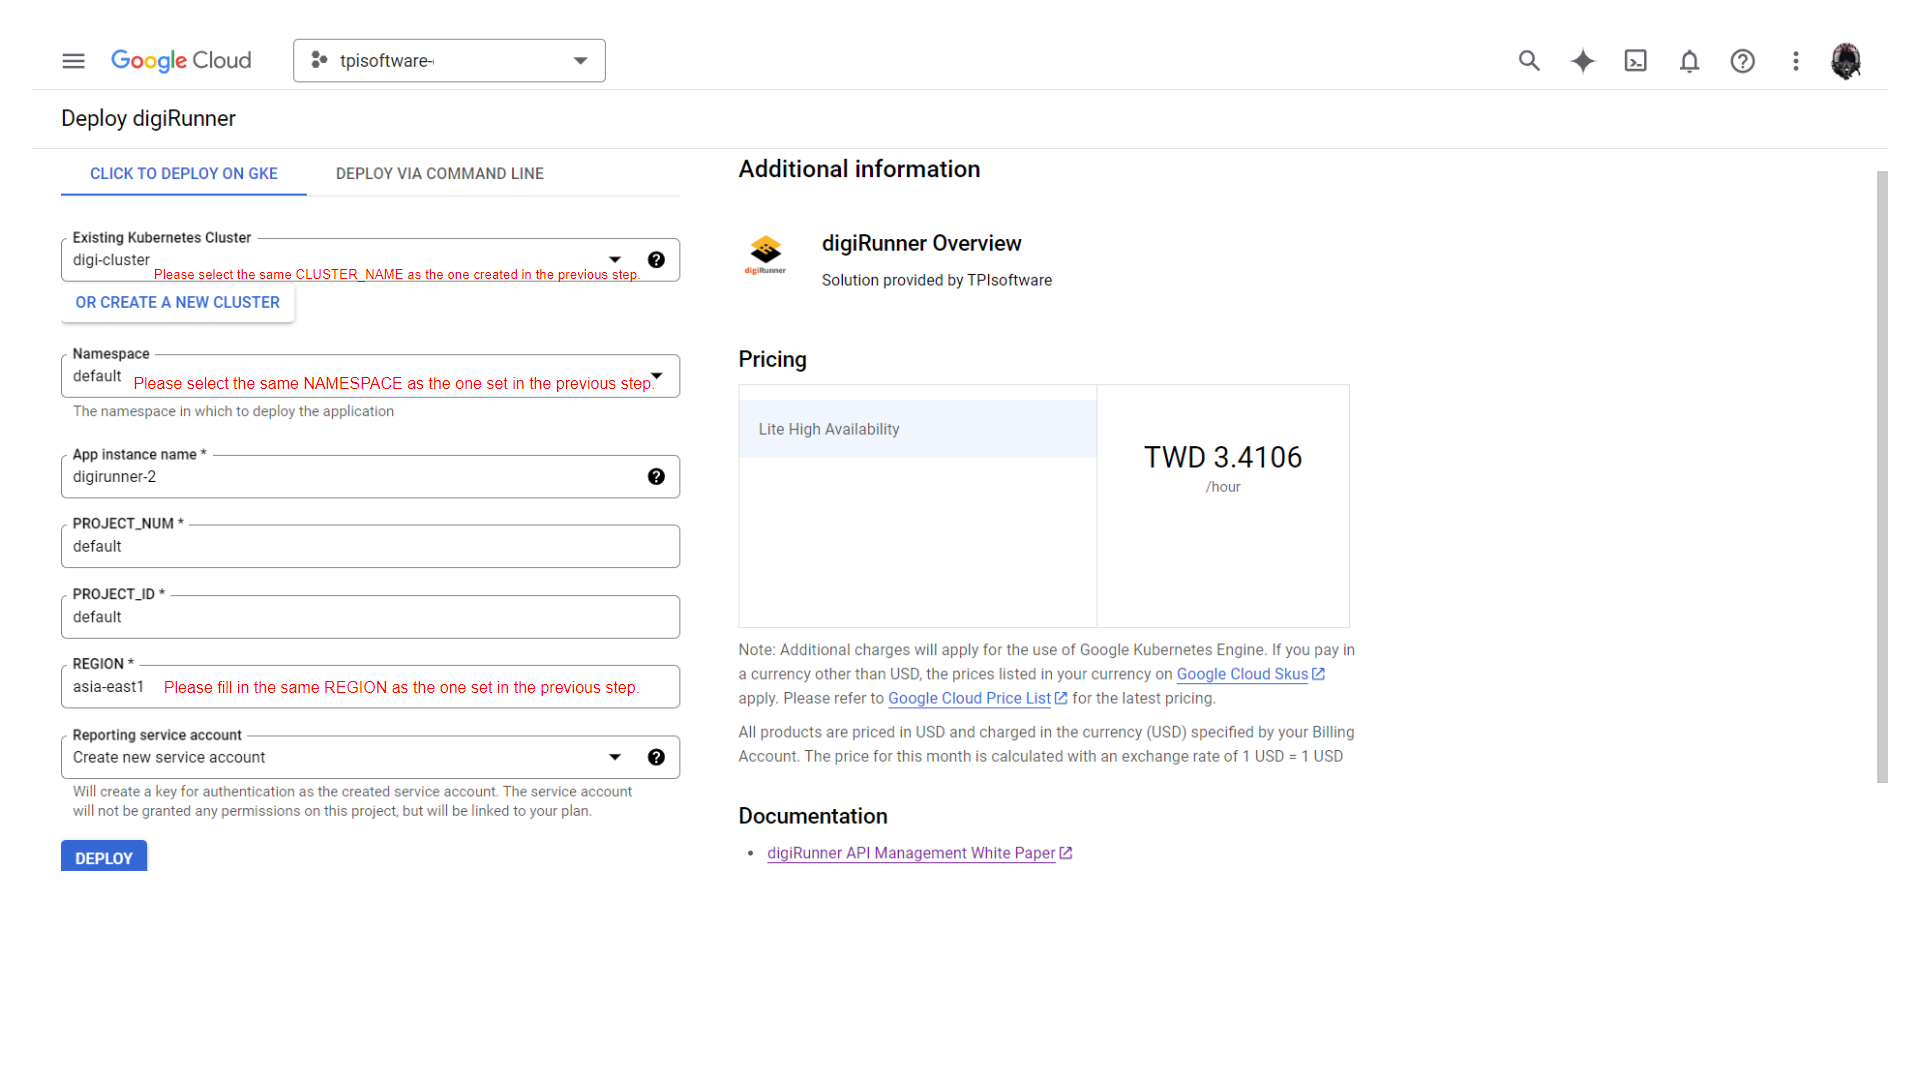 Google Cloud
tpisoftware-
Deploy digiRunner
CLICK TO DEPLOY ON GKE
DEPLOY VIA COMMAND LINE
Existing Kubernetes Cluster
digi-cluster
Please select the same CLUSTER_NAME as the one created in the previous step.
OR CREATE A NEW CLUSTER
Namespace
default
Please select the same NAMESPACE as the one set in the previous step.
The namespace in which to deploy the application
App instance name *
digirunner-2
PROJECT_NUM *
default
PROJECT_ID *
default
REGION *
asia-east1
Please fill in the same REGION as the one set in the previous step.
Reporting service account
Create new service account
Will create a key for authentication as the created service account. The service account
will not be granted any permissions on this project, but will be linked to your plan.
DEPLOY
Additional information
digiRunner
digiRunner Overview
Solution provided by TPIsoftware
Pricing
Lite High Availability
TWD 3.4106
/hour
Note: Additional charges will apply for the use of Google Kubernetes Engine. If you pay in
a currency other than USD, the prices listed in your currency on Google Cloud Skus
apply. Please refer to Google Cloud Price List for the latest pricing.
All products are priced in USD and charged in the currency (USD) specified by your Billing
Account. The price for this month is calculated with an exchange rate of 1 USD = 1 USD
Documentation
• digiRunner API Management White Paper